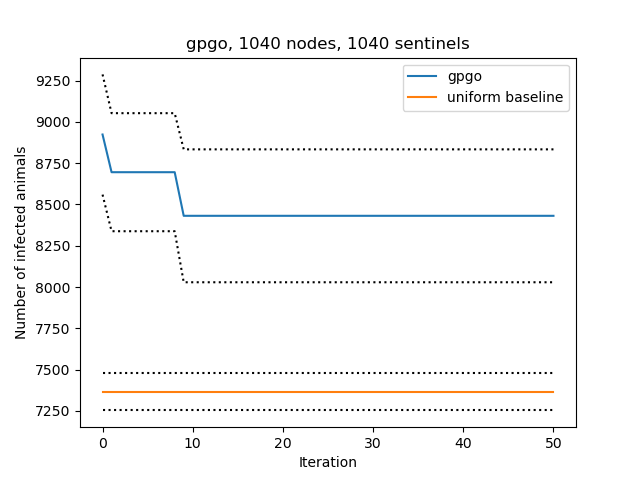 gpgo, 1040 nodes, 1040 sentinels
gpgo
uniform baseline
Number of infected animals
9250
9000
8750
8500
8250
8000
7750
7500
7250
0 10 20 30 40 50
Iteration